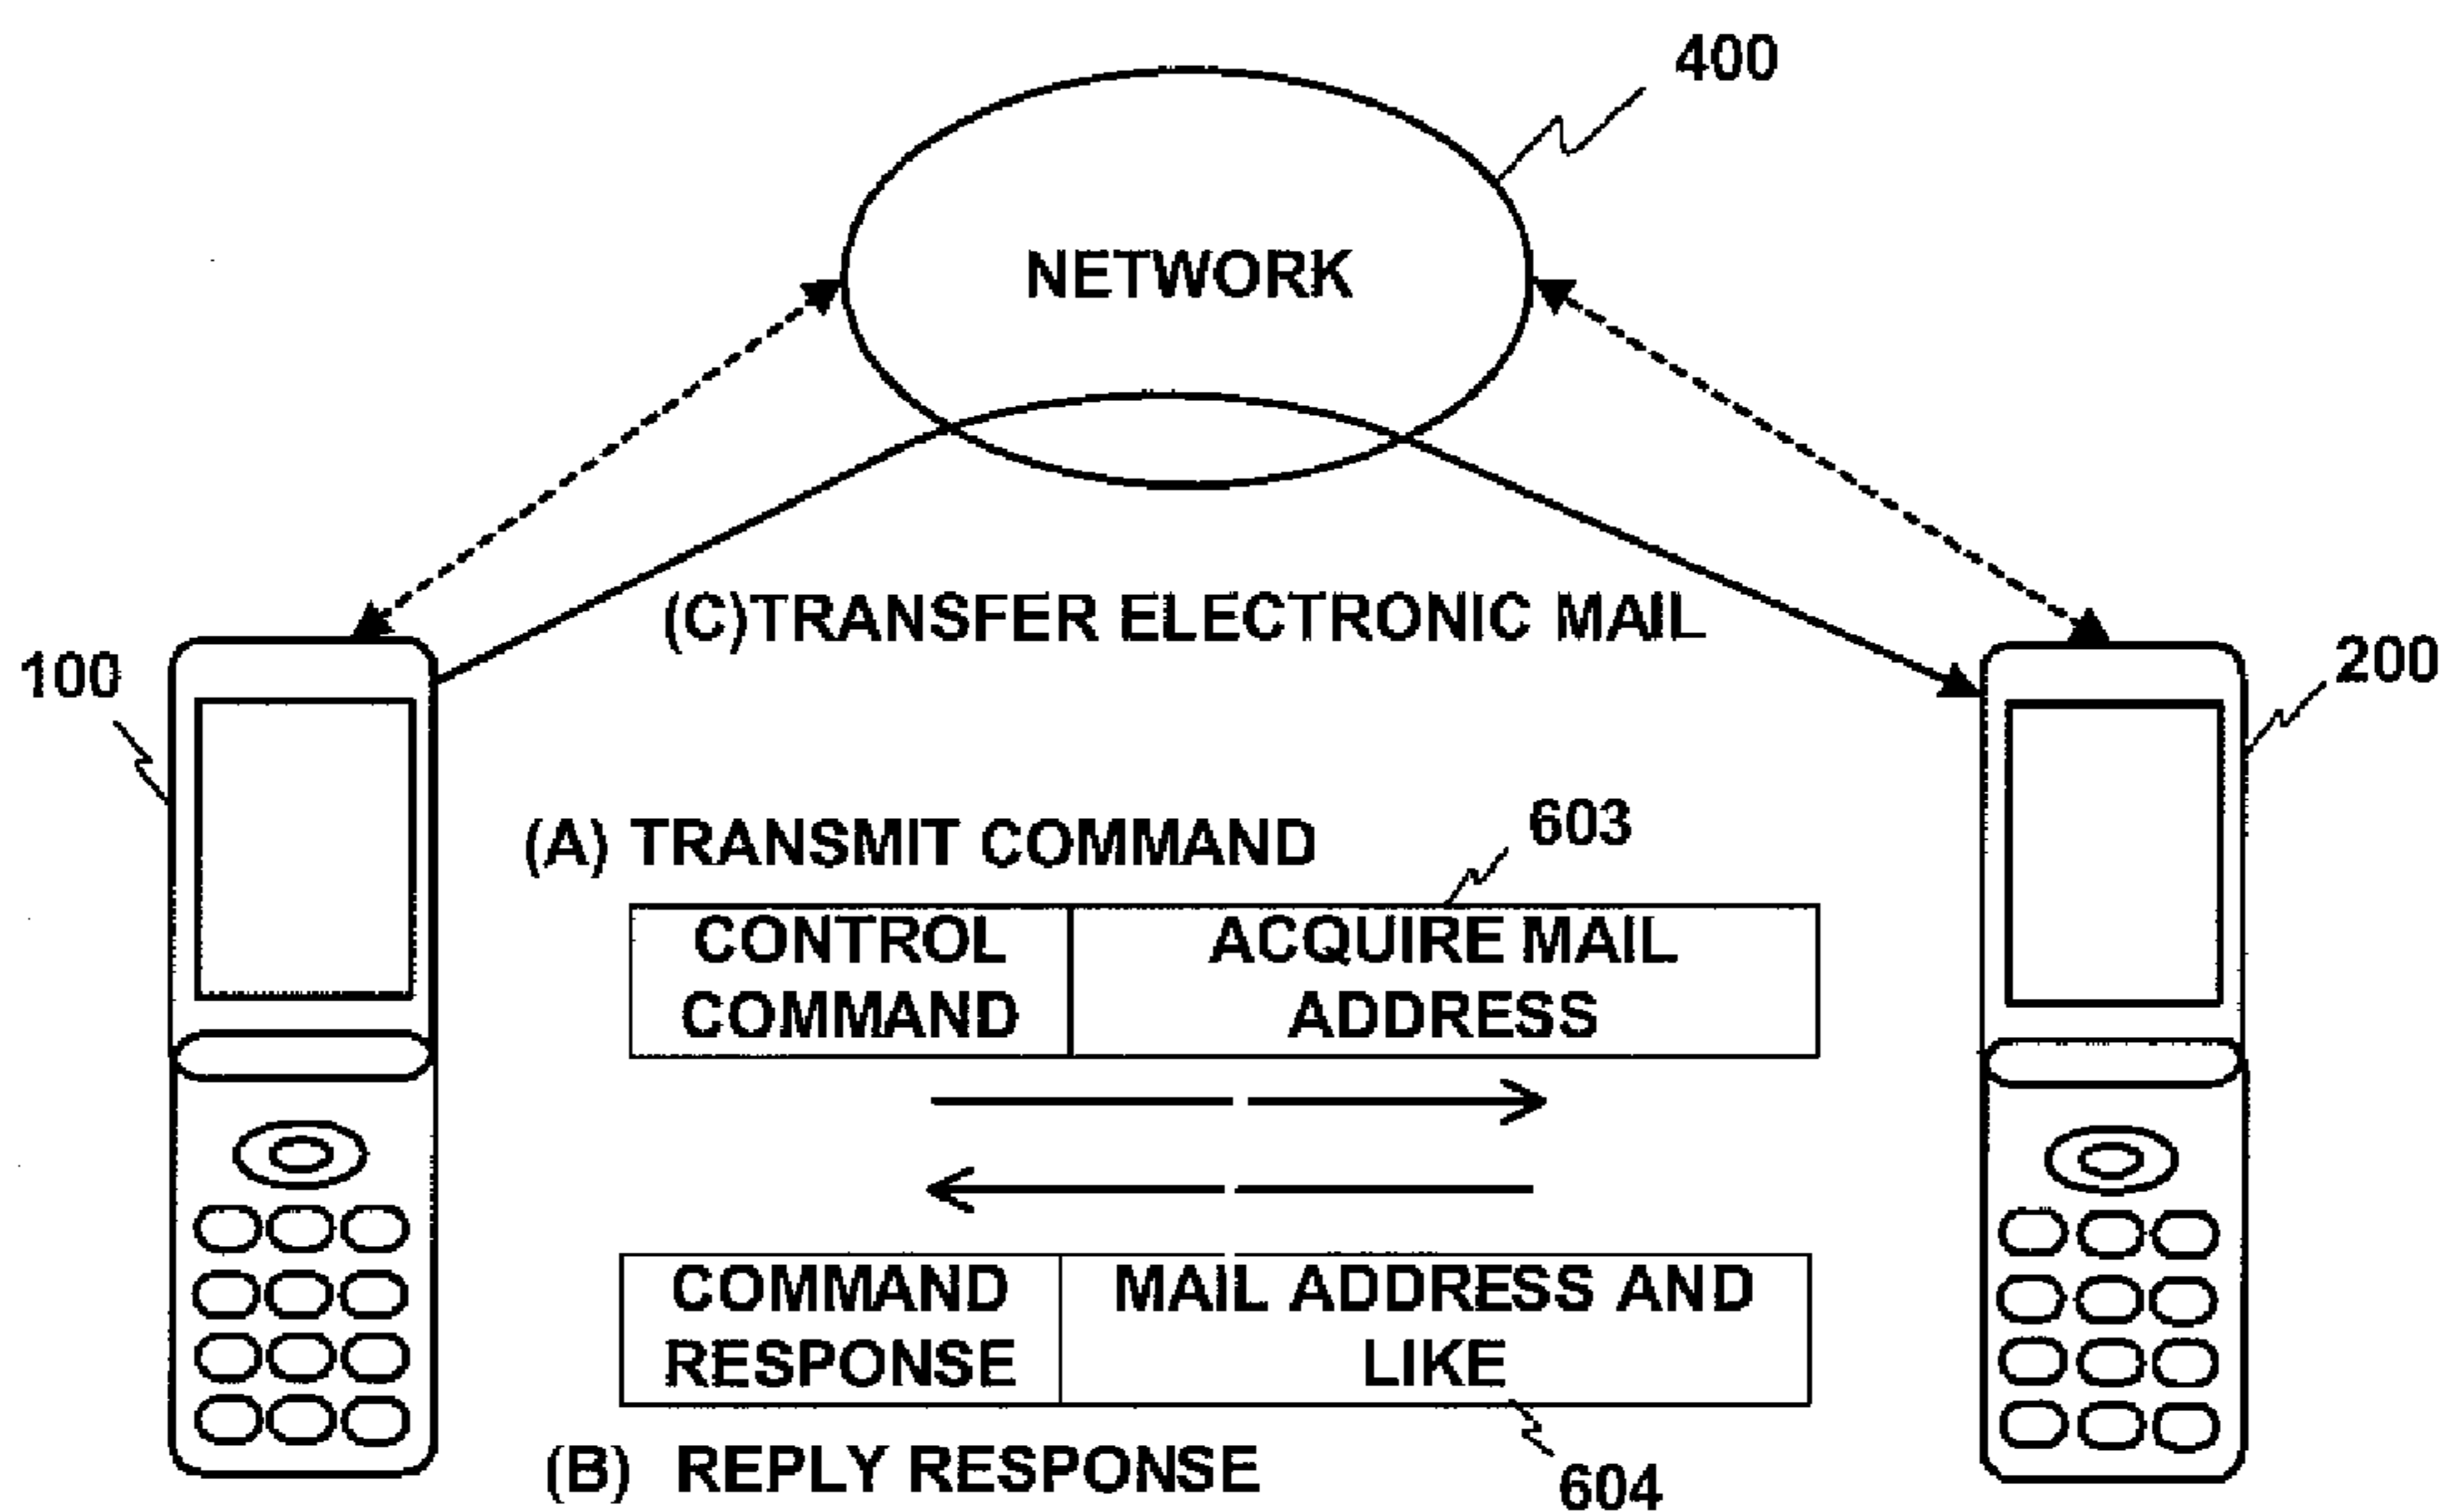 400
NETWORK
(C)TRANSFER ELECTRONIC MAIL
100
200
603
(A) TRANSMIT COMMAND
CONTROL
COMMAND
ACQUIRE MAIL
ADDRESS
COMMAND
RESPONSE
MAIL ADDRESS AND
LIKE
(B) REPLY RESPONSE
604